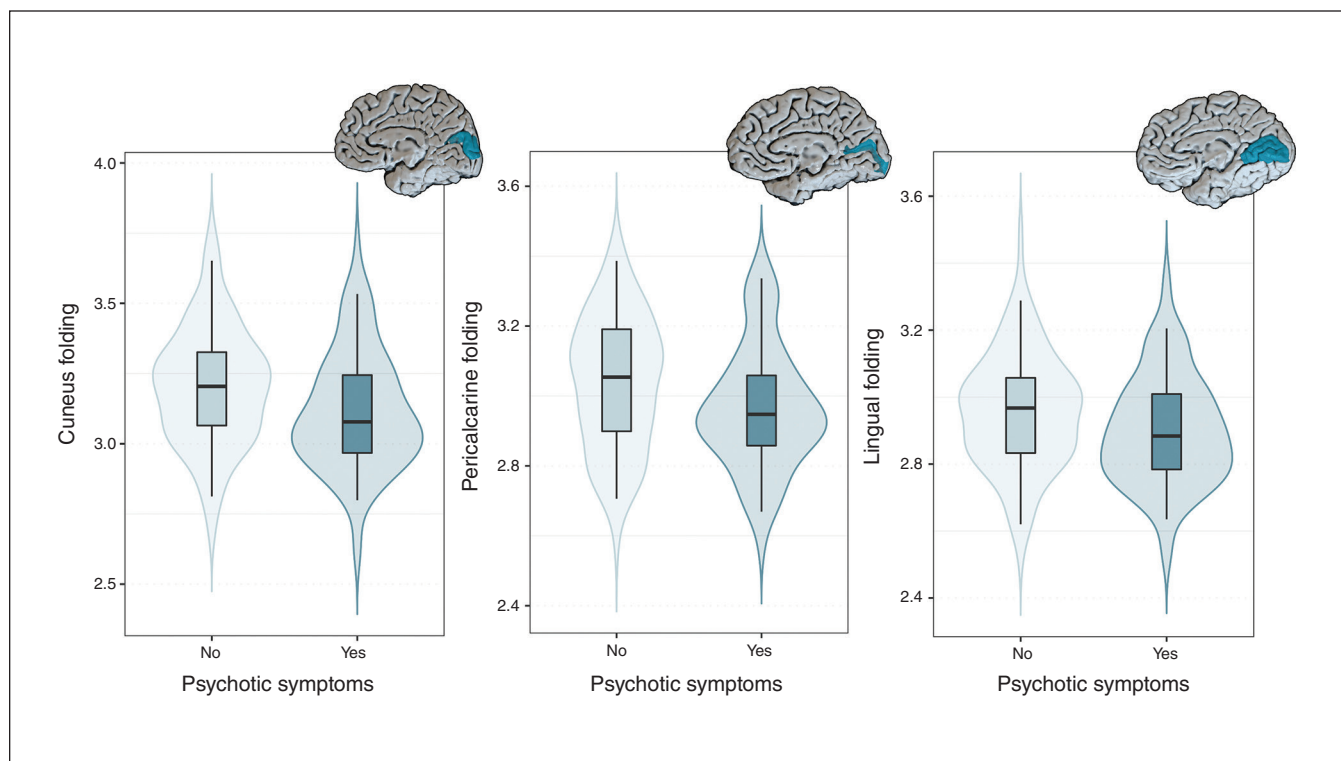 Cuneus folding
4.0
3.5
3.0
2.5
No
Yes
Psychotic symptoms
Pericalcarine folding
3.6
3.2
2.8
2.4
No
Yes
Psychotic symptoms
Lingual folding
3.6
3.2
2.8
2.4
No
Yes
Psychotic symptoms